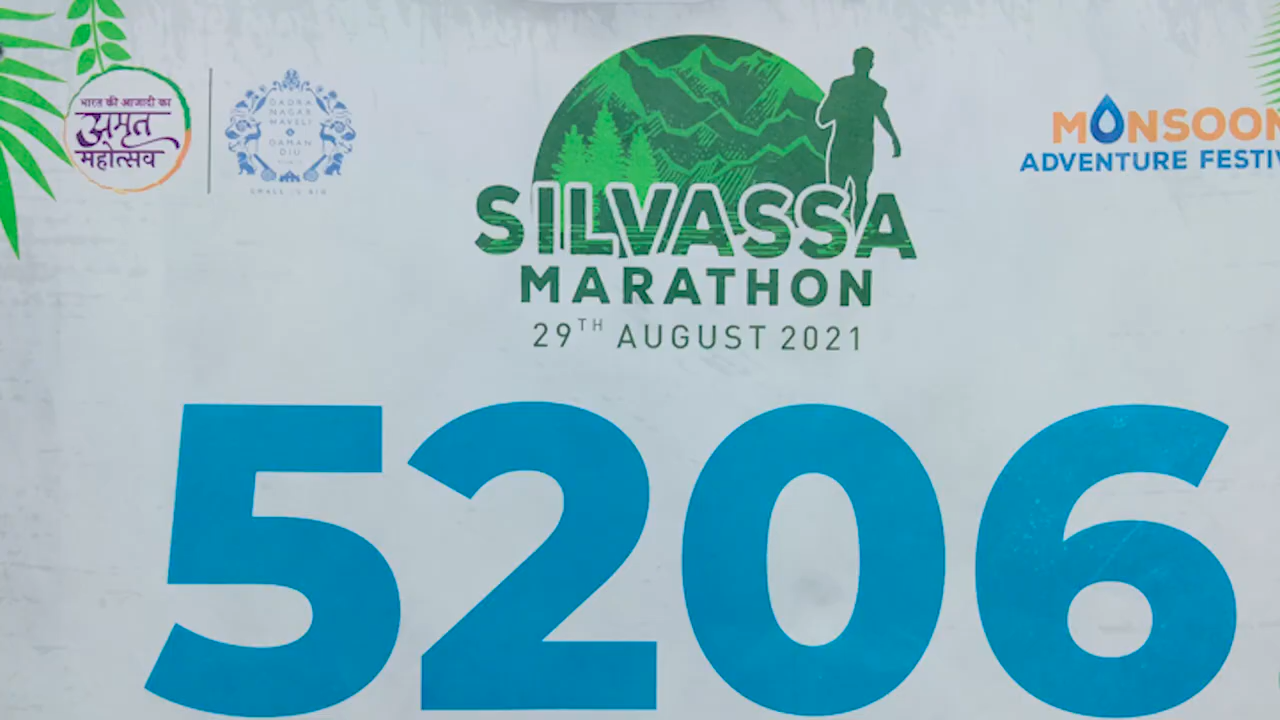 भारत की आजादी का
अमृत
महोत्सव
DADRA
NAGAR
HAVELI
&
DAMAN
DIU
SILVASSA
MARATHON
29TH AUGUST 2021
MONSOON
ADVENTURE FESTIV
5206